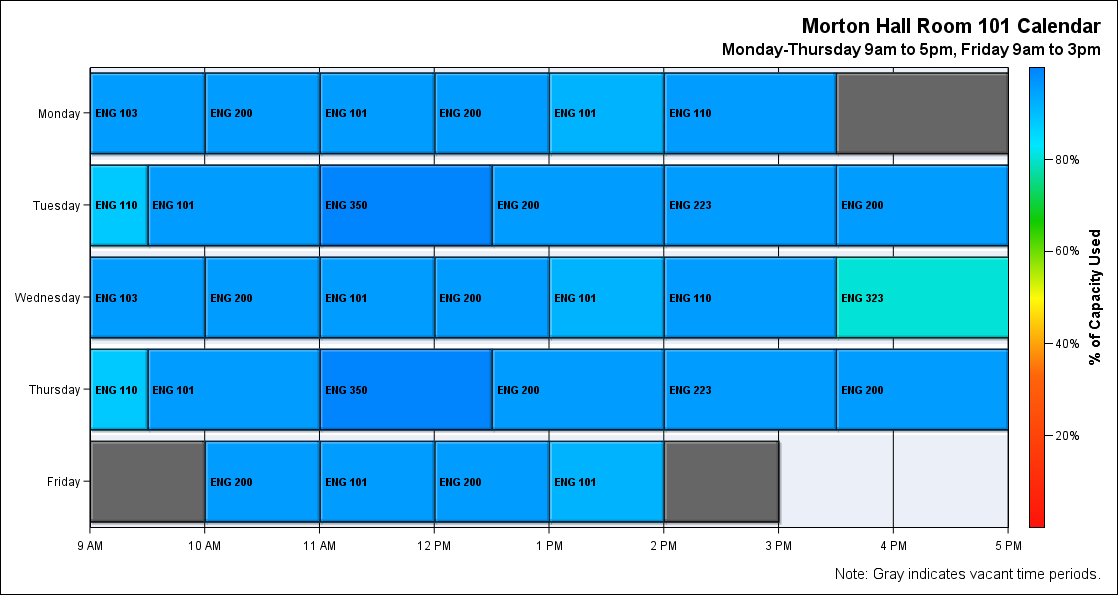 Morton Hall Room 101 Calendar
Monday-Thursday 9am to 5pm, Friday 9am to 3pm
Monday
ENG 103 ENG 200 ENG 101 ENG 200 ENG 101 ENG 110
Tuesday
ENG 110 ENG 101 ENG 350 ENG 200 ENG 223 ENG 200
Wednesday
ENG 103 ENG 200 ENG 101 ENG 200 ENG 101 ENG 110 ENG 323
Thursday
ENG 110 ENG 101 ENG 350 ENG 200 ENG 223 ENG 200
Friday
ENG 200 ENG 101 ENG 200 ENG 101
9 AM 10 AM 11 AM 12 PM 1 PM 2 PM 3 PM 4 PM 5 PM
80%
60%
40%
20%
% of Capacity Used
Note: Gray indicates vacant time periods.